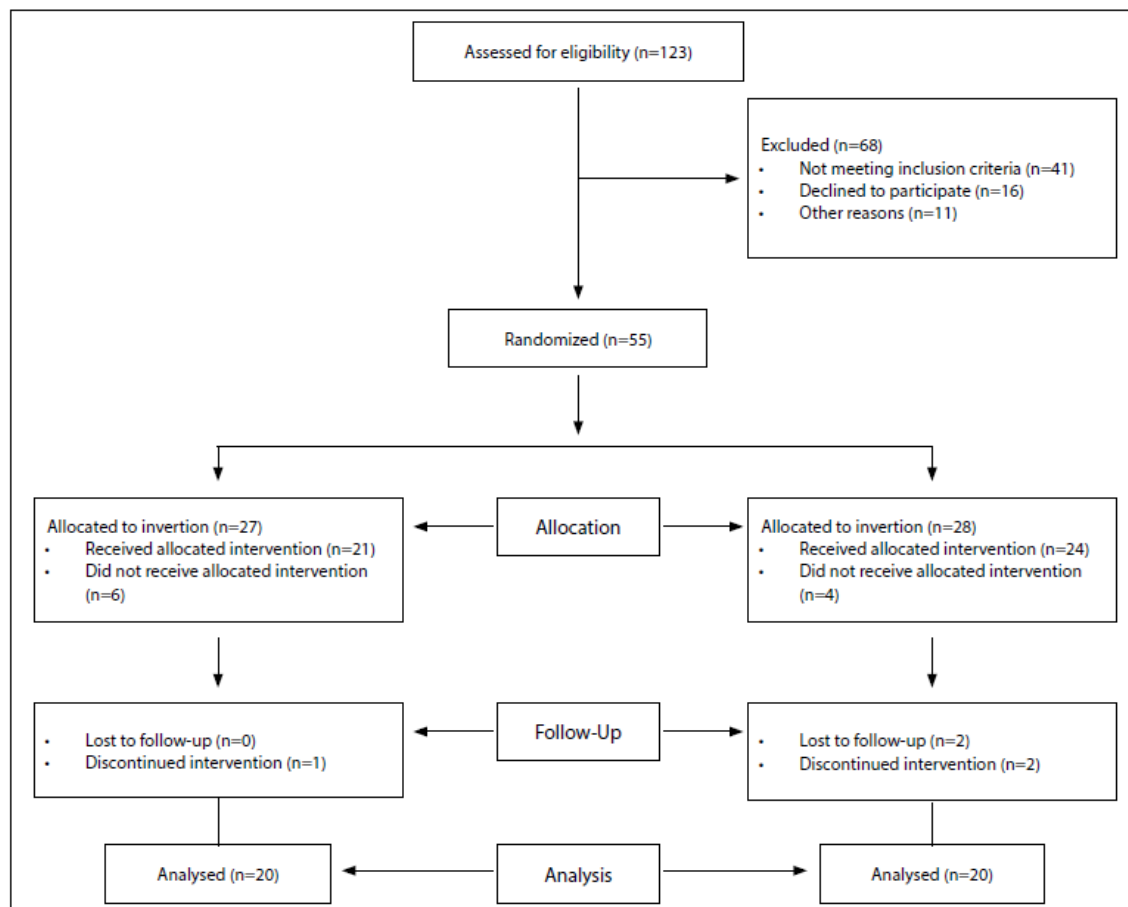 Assessed for eligibility (n=123)
Excluded (n=68)
• Not meeting inclusion criteria (n=41)
• Declined to participate (n=16)
• Other reasons (n=11)
Randomized (n=55)
Allocated to invertion (n=27)
• Received allocated intervention (n=21)
• Did not receive allocated intervention
(n=6)
Allocation
Allocated to invertion (n=28)
• Received allocated intervention (n=24)
• Did not receive allocated intervention
(n=4)
• Lost to follow-up (n=0)
• Discontinued intervention (n=1)
Follow-Up
• Lost to follow-up (n=2)
• Discontinued intervention (n=2)
Analysed (n=20)
Analysis
Analysed (n=20)